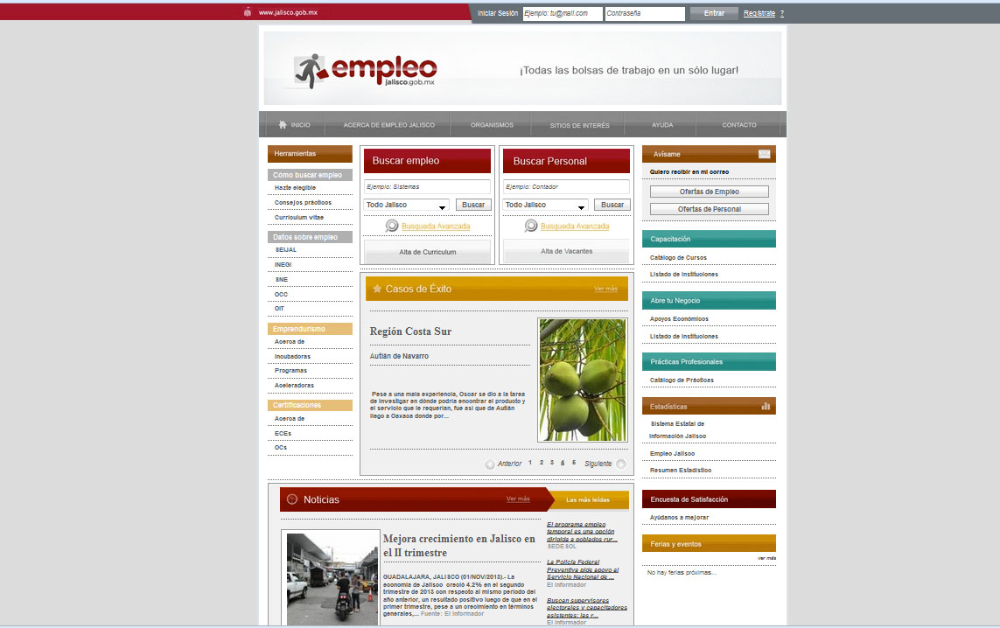 www.jalisco.gob.mx
Iniciar Sesión Ejemplo: tu@mail.com Contraseña Entrar Regístrate ?
empleo
jalisco.gob.mx
¡Todas las bolsas de trabajo en un sólo lugar!
INICIO ACERCA DE EMPLEO JALISCO ORGANISMOS SITIOS DE INTERÉS AYUDA CONTACTO
Herramientas
Cómo buscar empleo
Hazte elegible
Consejos prácticos
Curriculum vitae
Datos sobre empleo
SEIJAL
INEGI
SNE
OCC
OIT
Emprendurismo
Acerca de
Incubadoras
Programas
Aceleradoras
Certificaciones
Acerca de
ECEs
OCs
Buscar empleo
Ejemplo: Sistemas
Todo Jalisco Buscar
Busqueda Avanzada
Alta de Curriculum
Buscar Personal
Ejemplo: Contador
Todo Jalisco Buscar
Busqueda Avanzada
Alta de Vacantes
Casos de Éxito Ver más
Región Costa Sur
Autlán de Navarro
Pese a una mala experiencia, Oscar se dio a la tarea
de investigar en dónde podría encontrar el producto y
el servicio que le requerían, fue así que de Autlán
llego a Oaxaca donde por...
Anterior 1 2 3 4 5 Siguiente
Noticias Ver más
Mejora crecimiento en Jalisco en
el II trimestre
GUADALAJARA, JALISCO (01/NOV/2013).- La
economía de Jalisco creció 4.2% en el segundo
trimestre de 2013 con respecto al mismo periodo del
año anterior, un resultado positivo luego de que en el
primer trimestre, pese a un crecimiento en términos
generales,... Fuente: El Informador
Las más leídas
El programa empleo
temporal es una opción
dirigida a poblados rur...
SEDESOL
La Policía Federal
Preventiva pide apoyo al
Servicio Nacional de ...
El Informador
Buscan supervisores
electorales y capacitadores
asistentes; las r...
El Informador
Avísame
Quiero recibir en mi correo
Ofertas de Empleo
Ofertas de Personal
Capacitación
Catálogo de Cursos
Listado de Instituciones
Abre tu Negocio
Apoyos Económicos
Listado de Instituciones
Prácticas Profesionales
Catálogo de Prácticas
Estadísticas
Sistema Estatal de
Información Jalisco
Empleo Jalisco
Resumen Estadístico
Encuesta de Satisfacción
Ayúdanos a mejorar
Ferias y eventos
ver más
No hay ferias próximas...